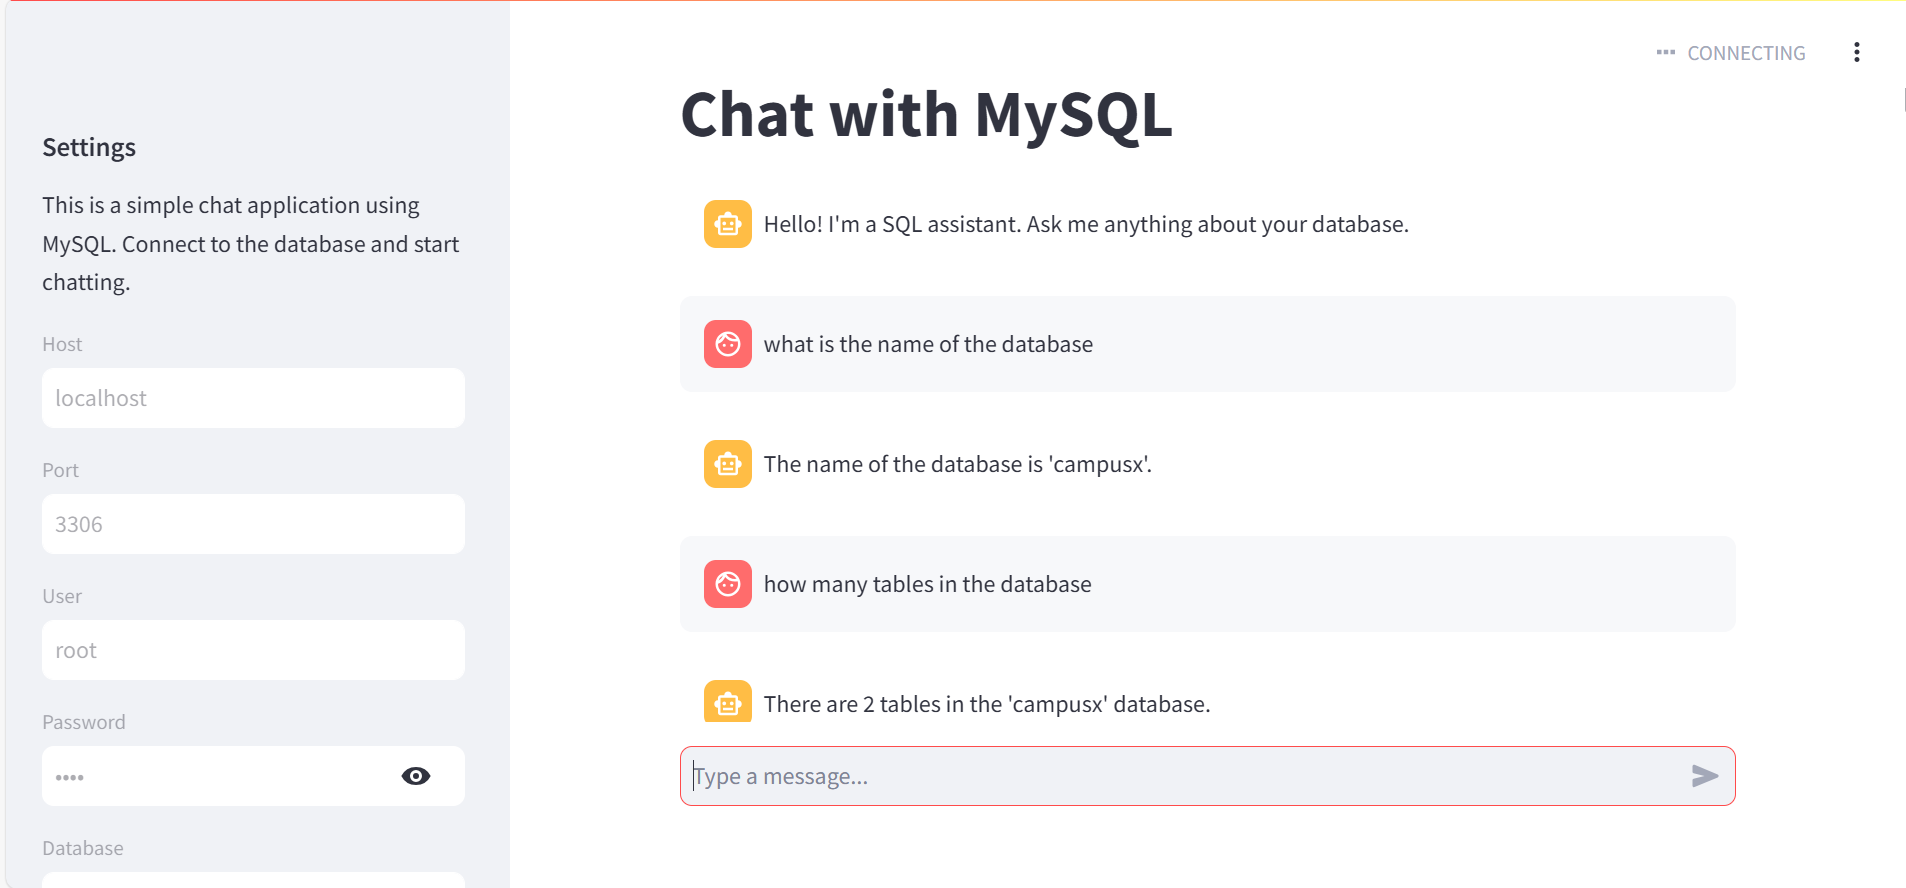 CONNECTING
Settings
This is a simple chat application using
MySQL. Connect to the database and start
chatting.
Host
localhost
Port
3306
User
root
Password
••••
Database
Chat with MySQL
Hello! I'm a SQL assistant. Ask me anything about your database.
what is the name of the database
The name of the database is 'campusx'.
how many tables in the database
There are 2 tables in the 'campusx' database.
Type a message...